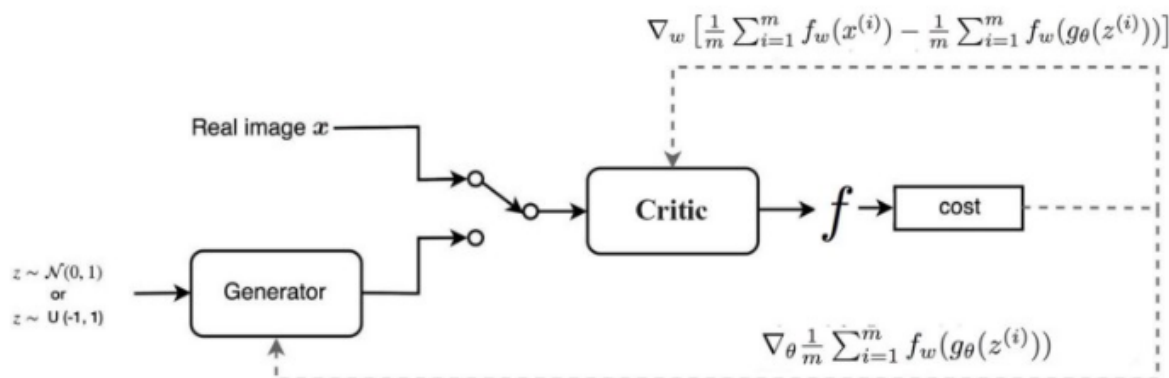 ∇_w [1/m ∑_{i=1}^{m} f_w(x^{(i)}) − 1/m ∑_{i=1}^{m} f_w(g_θ(z^{(i)}))]
Real image x
Critic
f
cost
z ∼ 𝒩(0, 1)
or
z ∼ U (-1, 1)
Generator
∇_θ 1/m ∑_{i=1}^{m} f_w(g_θ(z^{(i)}))